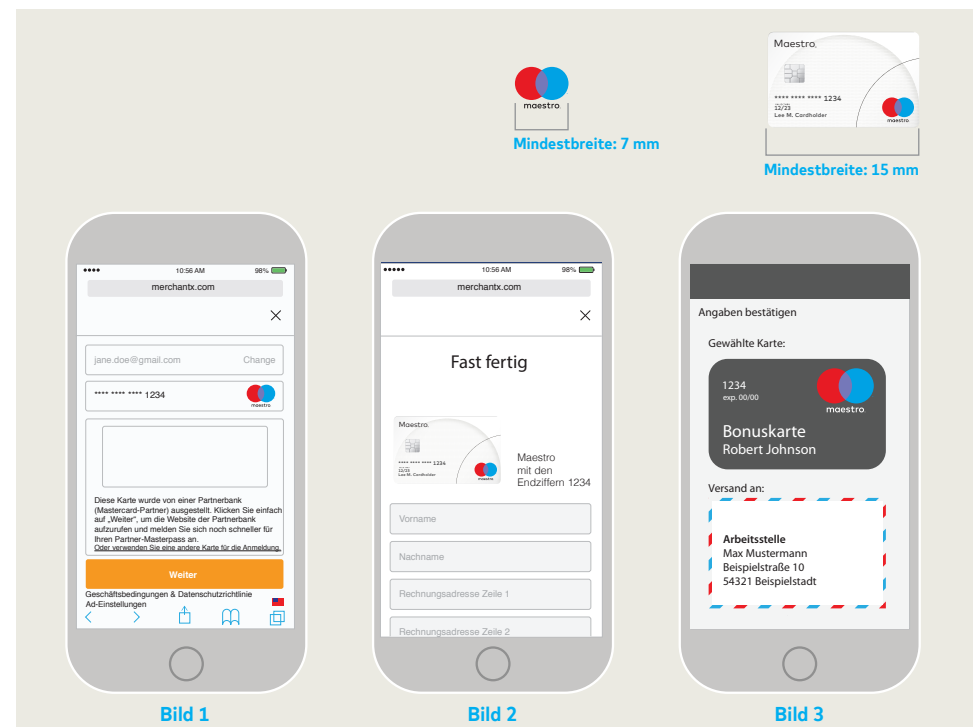 Maestro
**** **** **** 1234
12/23
Lee M. Cardholder
maestro
maestro
Mindestbreite: 7 mm
Mindestbreite: 15 mm
10:56 AM
98%
merchantx.com
jane.doe@gmail.com
Change
**** **** **** 1234
maestro
Diese Karte wurde von einer Partnerbank
(Mastercard-Partner) ausgestellt. Klicken Sie einfach
auf „Weiter“, um die Website der Partnerbank
aufzurufen und melden Sie sich noch schneller für
Ihren Partner-Masterpass an.
Oder verwenden Sie eine andere Karte für die Anmeldung.
Weiter
Geschäftsbedingungen & Datenschutzrichtlinie
Ad-Einstellungen
Bild 1
10:56 AM
98%
merchantx.com
Fast fertig
Maestro
**** **** **** 1234
12/23
Lee M. Cardholder
maestro
Maestro
mit den
Endziffern 1234
Vorname
Nachname
Rechnungsadresse Zeile 1
Rechnungsadresse Zeile 2
Bild 2
Angaben bestätigen
Gewählte Karte:
1234
exp. 00/00
maestro
Bonuskarte
Robert Johnson
Versand an:
Arbeitsstelle
Max Mustermann
Beispielstraße 10
54321 Beispielstadt
Bild 3